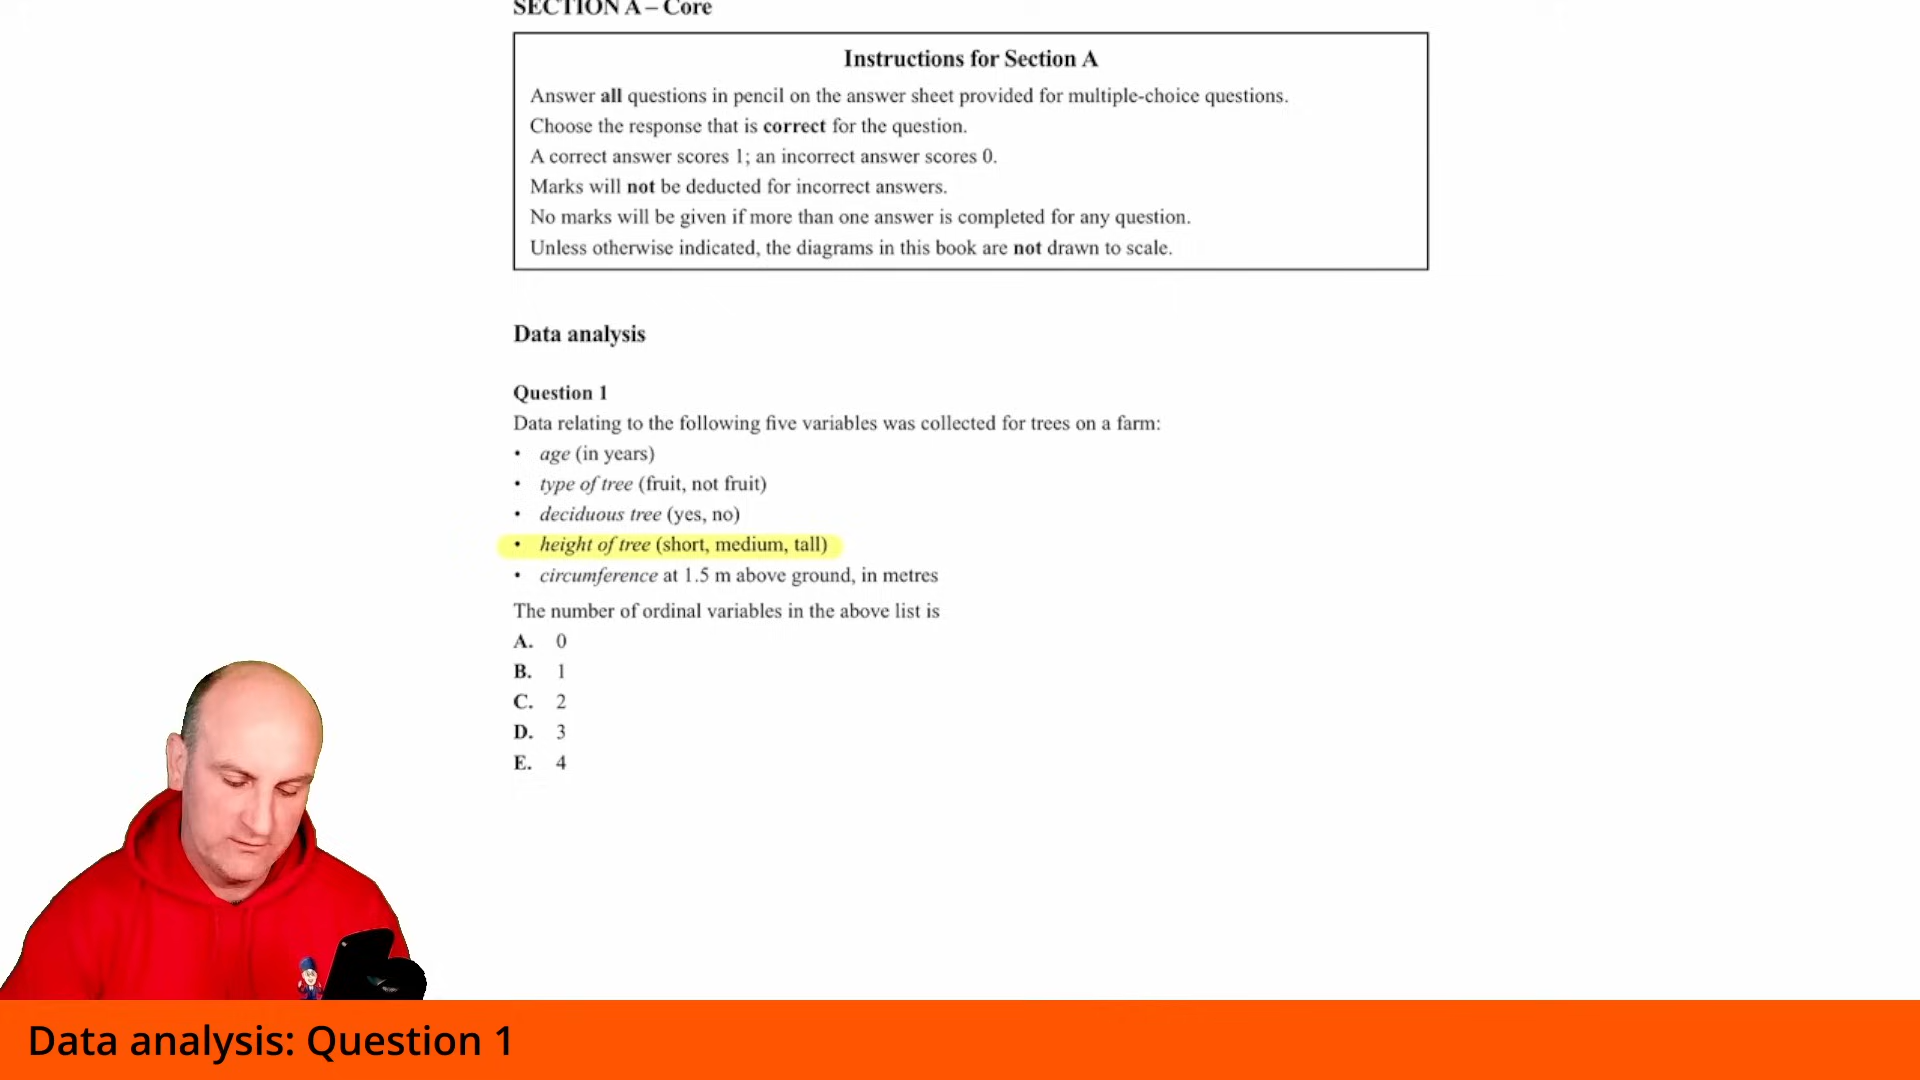 SECTION A – Core
Instructions for Section A
Answer all questions in pencil on the answer sheet provided for multiple-choice questions.
Choose the response that is correct for the question.
A correct answer scores 1; an incorrect answer scores 0.
Marks will not be deducted for incorrect answers.
No marks will be given if more than one answer is completed for any question.
Unless otherwise indicated, the diagrams in this book are not drawn to scale.
Data analysis
Question 1
Data relating to the following five variables was collected for trees on a farm:
• age (in years)
• type of tree (fruit, not fruit)
• deciduous tree (yes, no)
• height of tree (short, medium, tall)
• circumference at 1.5 m above ground, in metres
The number of ordinal variables in the above list is
A. 0
B. 1
C. 2
D. 3
E. 4
Data analysis: Question 1